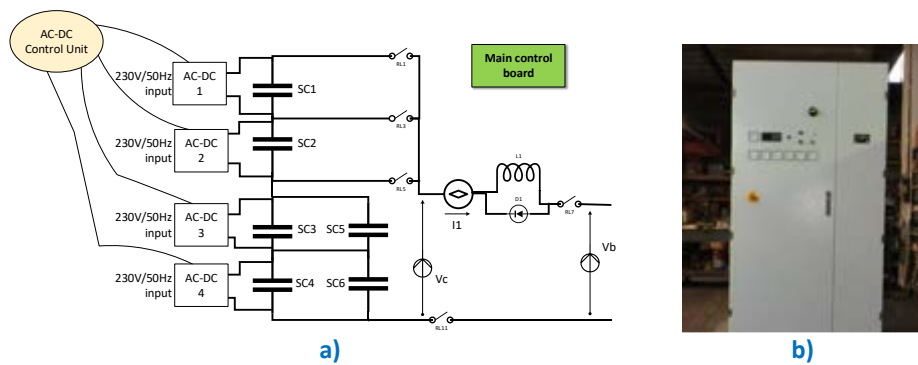 AC-DC
Control Unit
230V/50Hz
input
AC-DC
1
SC1
RL1
Main control
board
230V/50Hz
input
AC-DC
2
SC2
RL3
L1
RL5
230V/50Hz
input
AC-DC
3
SC3
SC5
I1
D1
RL7
230V/50Hz
input
AC-DC
4
SC4
SC6
Vc
Vb
RL11
a)
b)